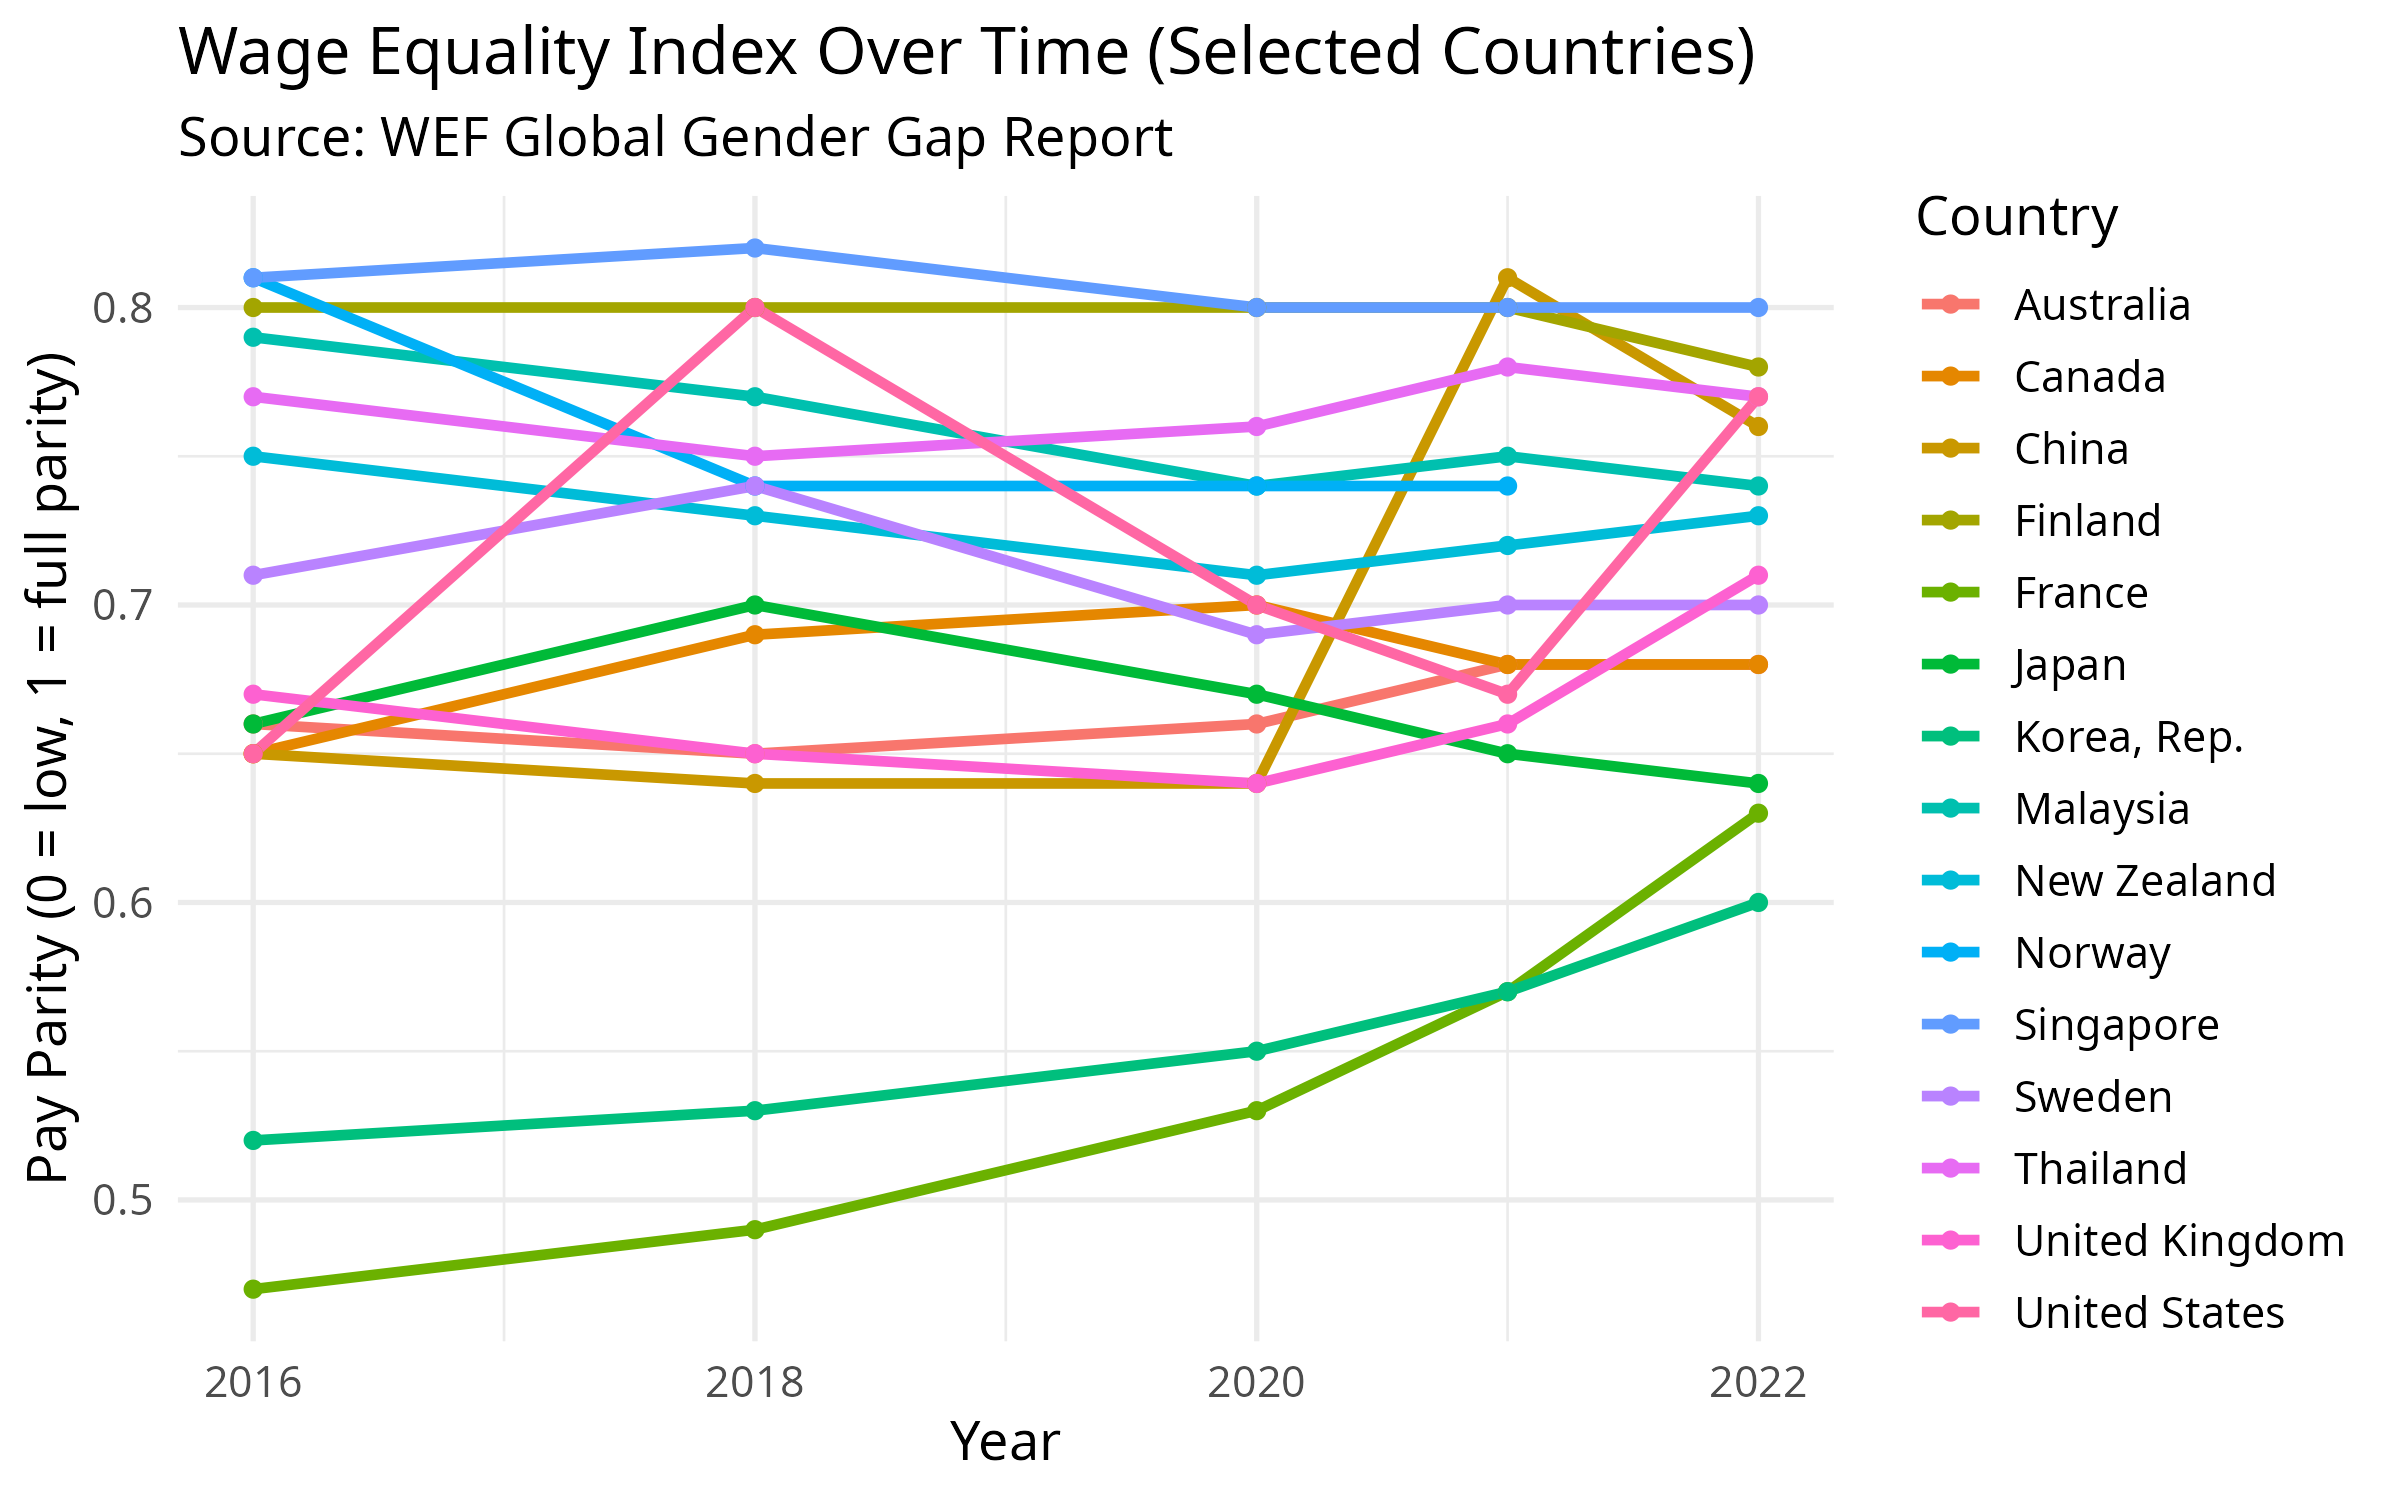 Wage Equality Index Over Time (Selected Countries)
Source: WEF Global Gender Gap Report
Pay Parity (0 = low, 1 = full parity)
0.8
0.7
0.6
0.5
2016
2018
2020
2022
Year
Country
Australia
Canada
China
Finland
France
Japan
Korea, Rep.
Malaysia
New Zealand
Norway
Singapore
Sweden
Thailand
United Kingdom
United States